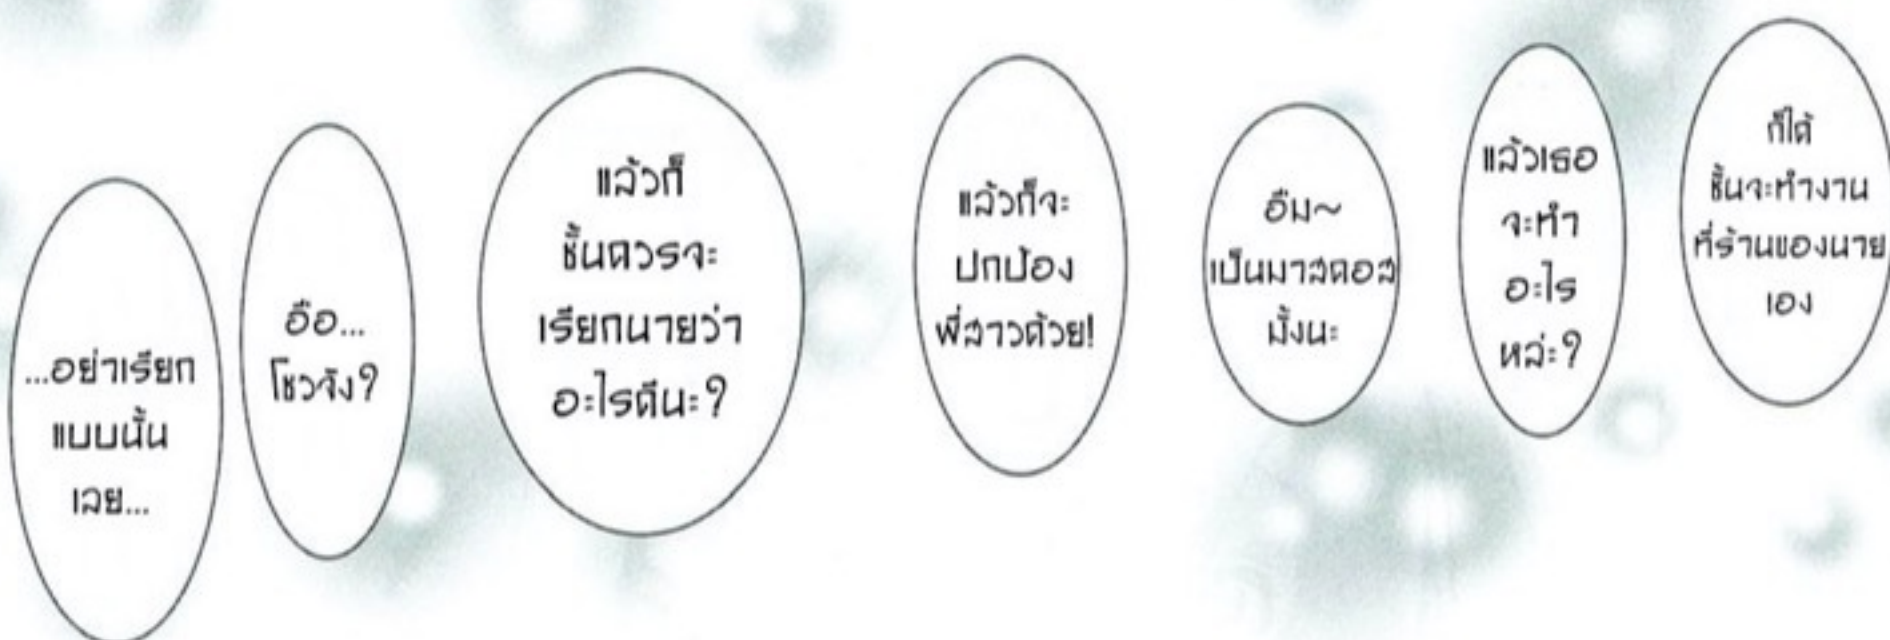 ก็ได้
ชั้นจะทำงาน
ที่ร้านของนาย
เอง
แล้วเธอ
จะทำ
อะไร
หล่ะ?
อืม~
เป็นมาสคอส
มั้งนะ
แล้วก็จะ
ปกป้อง
พี่สาวด้วย!
แล้วก็
ชั้นควรจะ
เรียกนายว่า
อะไรดีนะ?
อือ...
โชวจัง?
...อย่าเรียก
แบบนั้น
เลย...